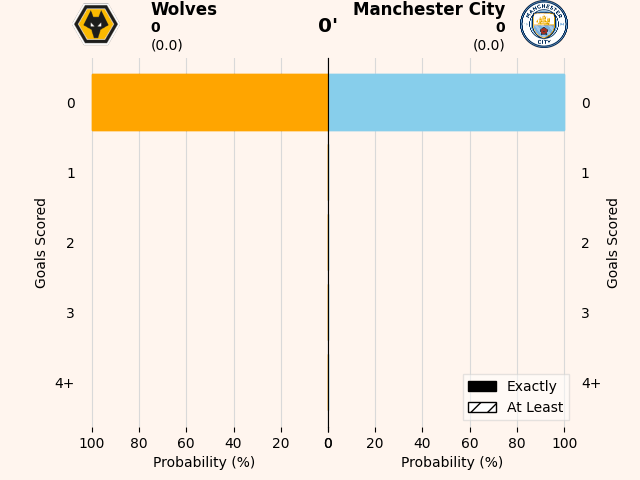 Wolves
0
(0.0)
0'
Manchester City
0
(0.0)
MANCHESTER
CITY
Goals Scored
0
1
2
3
4+
0
1
2
3
4+
Goals Scored
Exactly
At Least
100 80 60 40 20 0 20 40 60 80 100
Probability (%)
Probability (%)